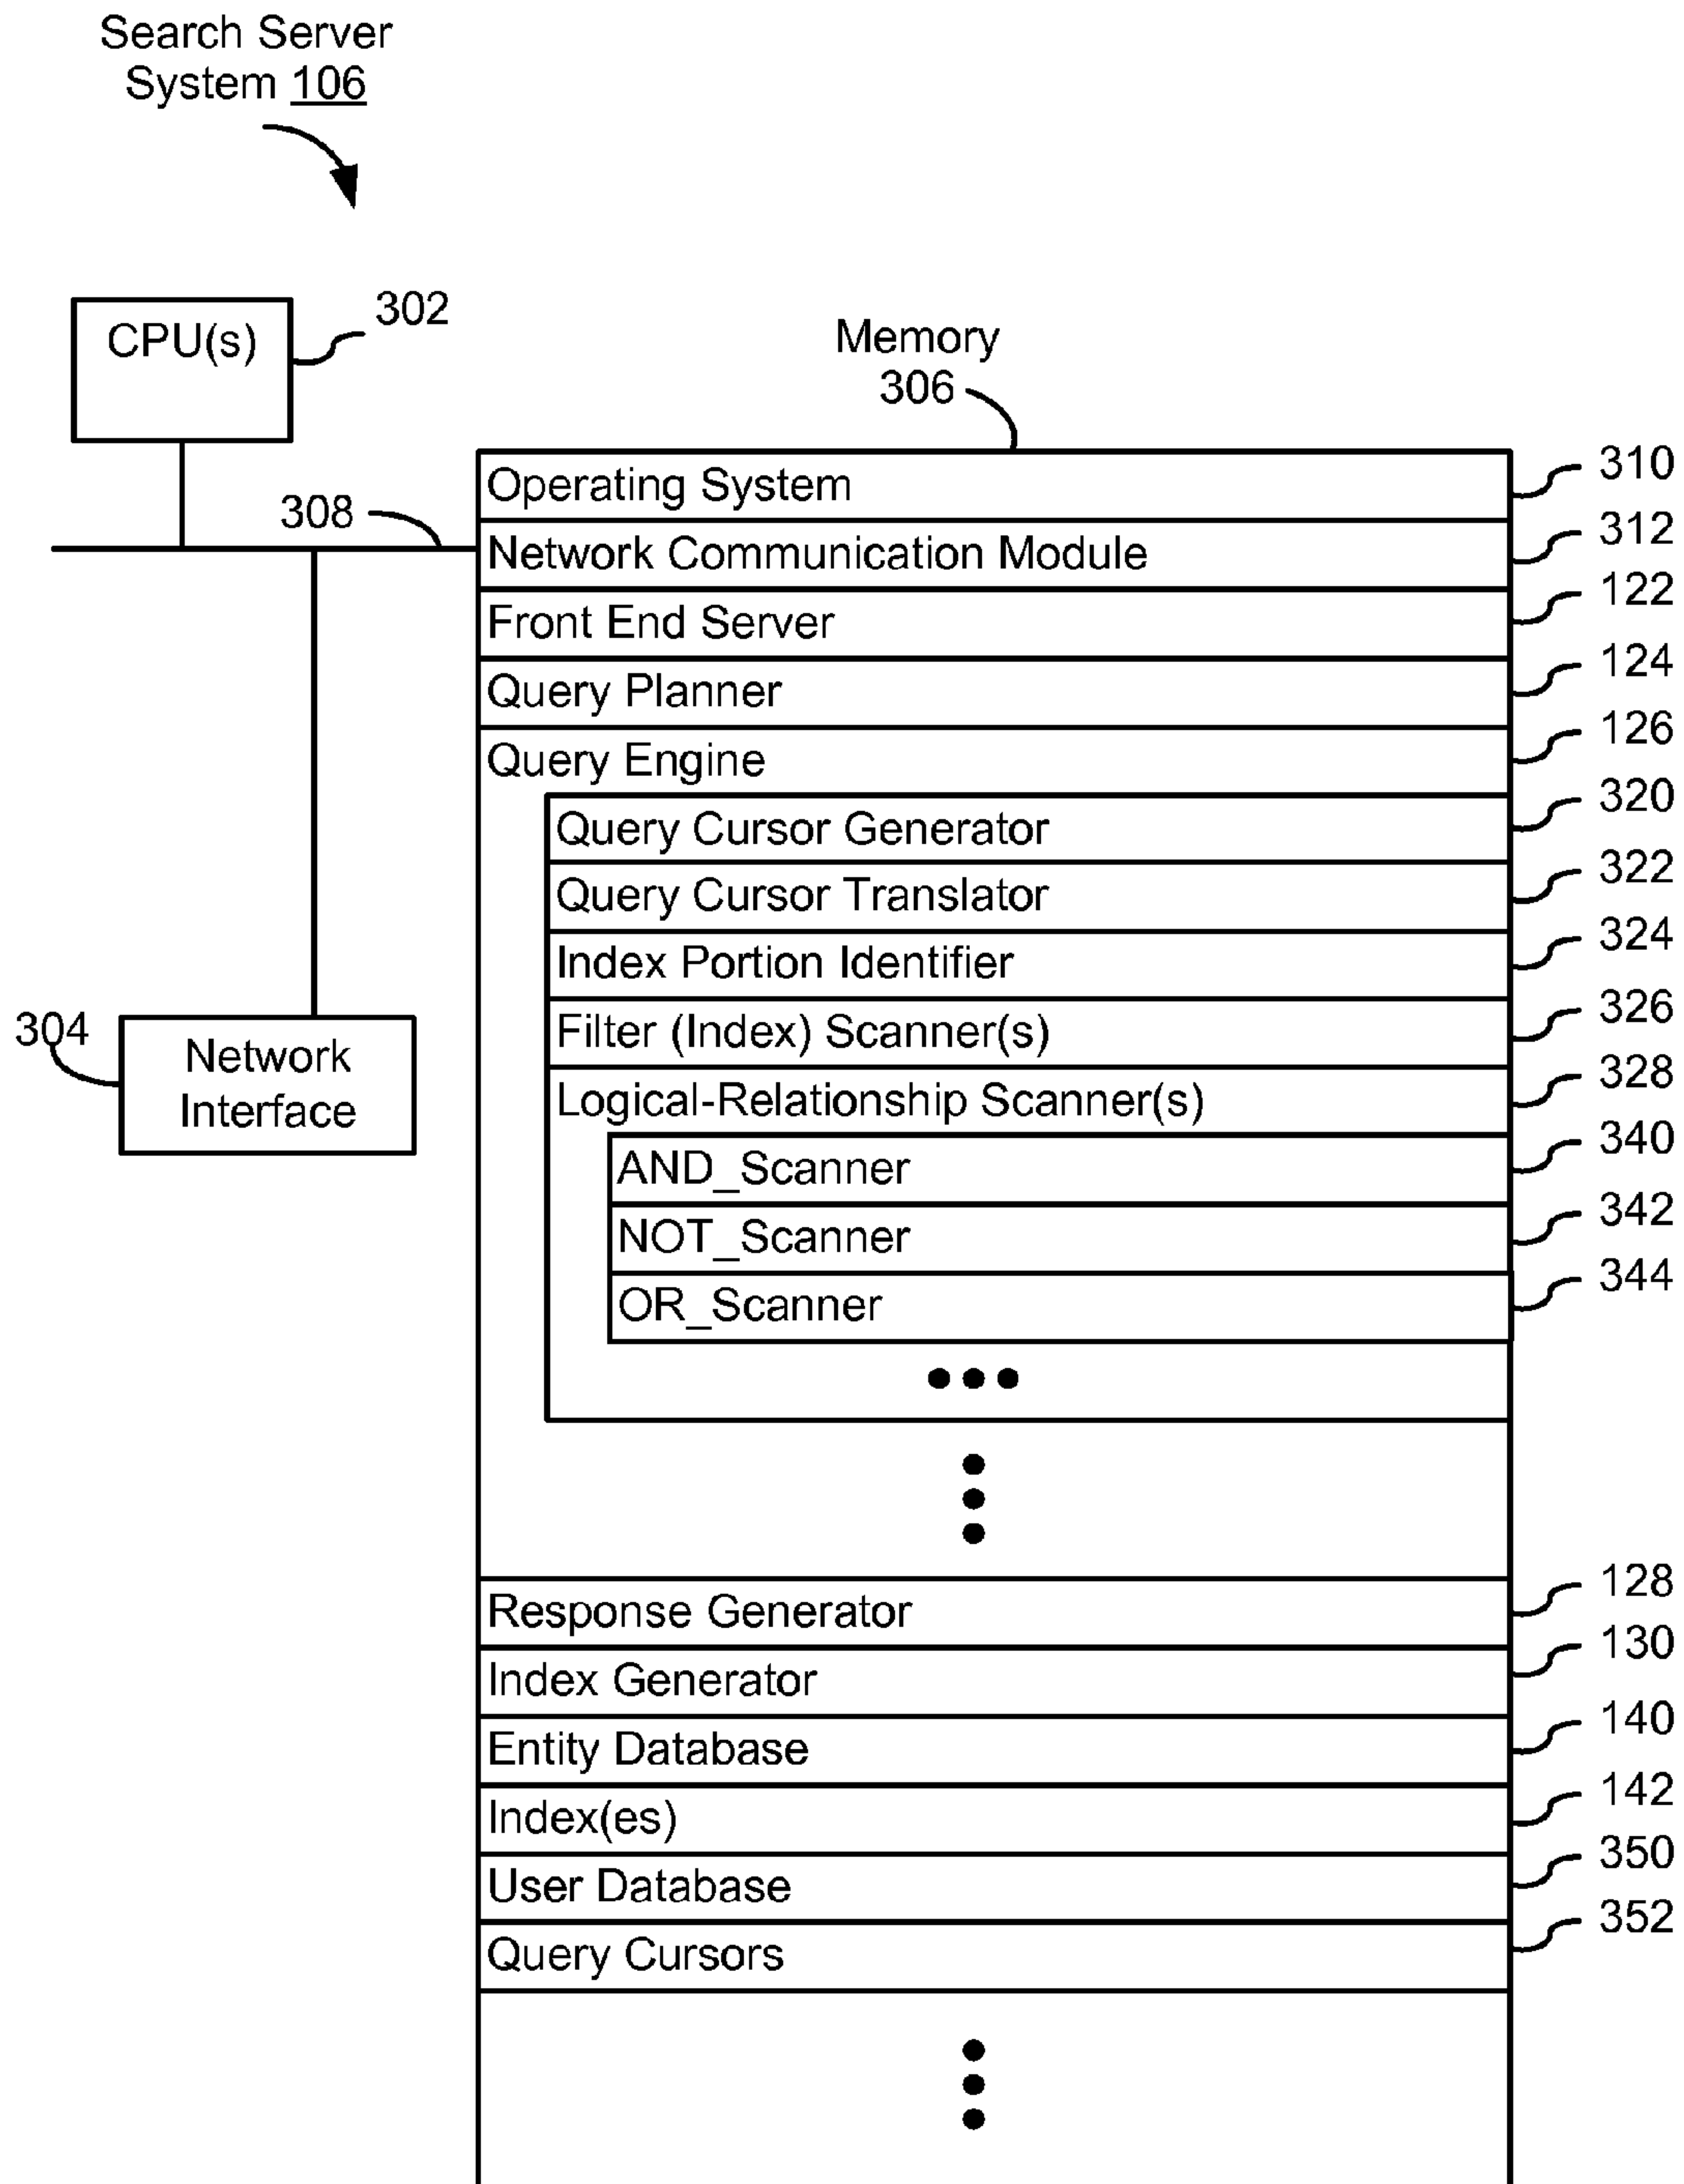 Search Server
System 106
CPU(s)
302
Memory
306
308
Operating System 310
Network Communication Module 312
Front End Server 122
Query Planner 124
Query Engine 126
Query Cursor Generator 320
Query Cursor Translator 322
Index Portion Identifier 324
Filter (Index) Scanner(s) 326
Logical-Relationship Scanner(s) 328
AND_Scanner 340
NOT_Scanner 342
OR_Scanner 344
304
Network
Interface
Response Generator 128
Index Generator 130
Entity Database 140
Index(es) 142
User Database 350
Query Cursors 352